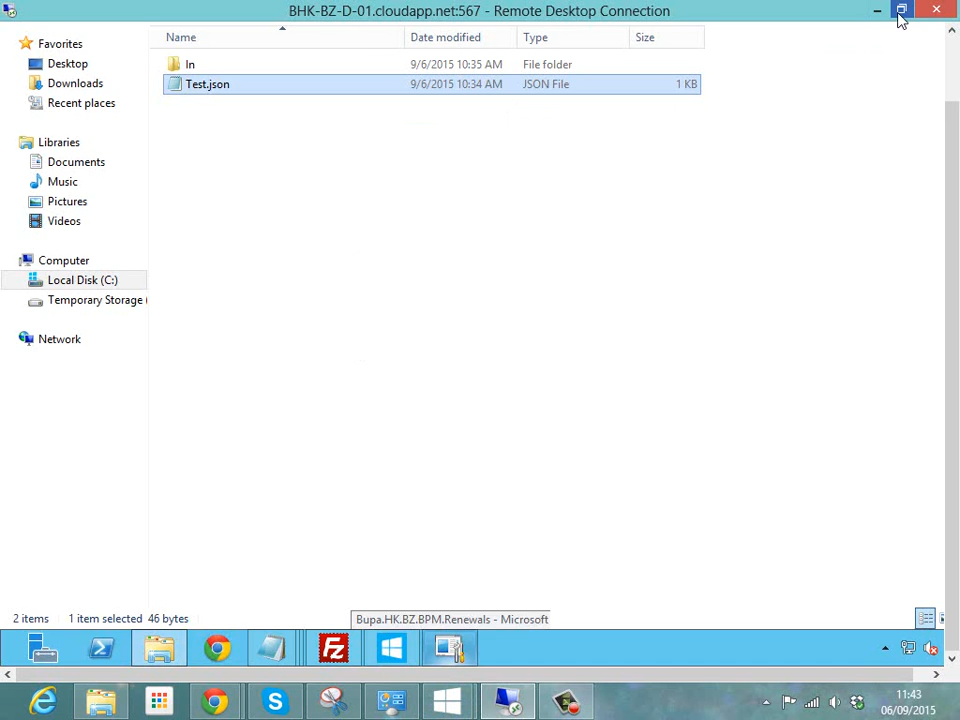 BHK-BZ-D-01.cloudapp.net:567 - Remote Desktop Connection
Name Date modified Type Size
Favorites
Desktop
Downloads
Recent places
Libraries
Documents
Music
Pictures
Videos
Computer
Local Disk (C:)
Temporary Storage (
Network
In 9/6/2015 10:35 AM File folder
Test.json 9/6/2015 10:34 AM JSON File 1 KB
2 items 1 item selected 46 bytes
Bupa.HK.BZ.BPM.Renewals - Microsoft
Fz
11:43
06/09/2015